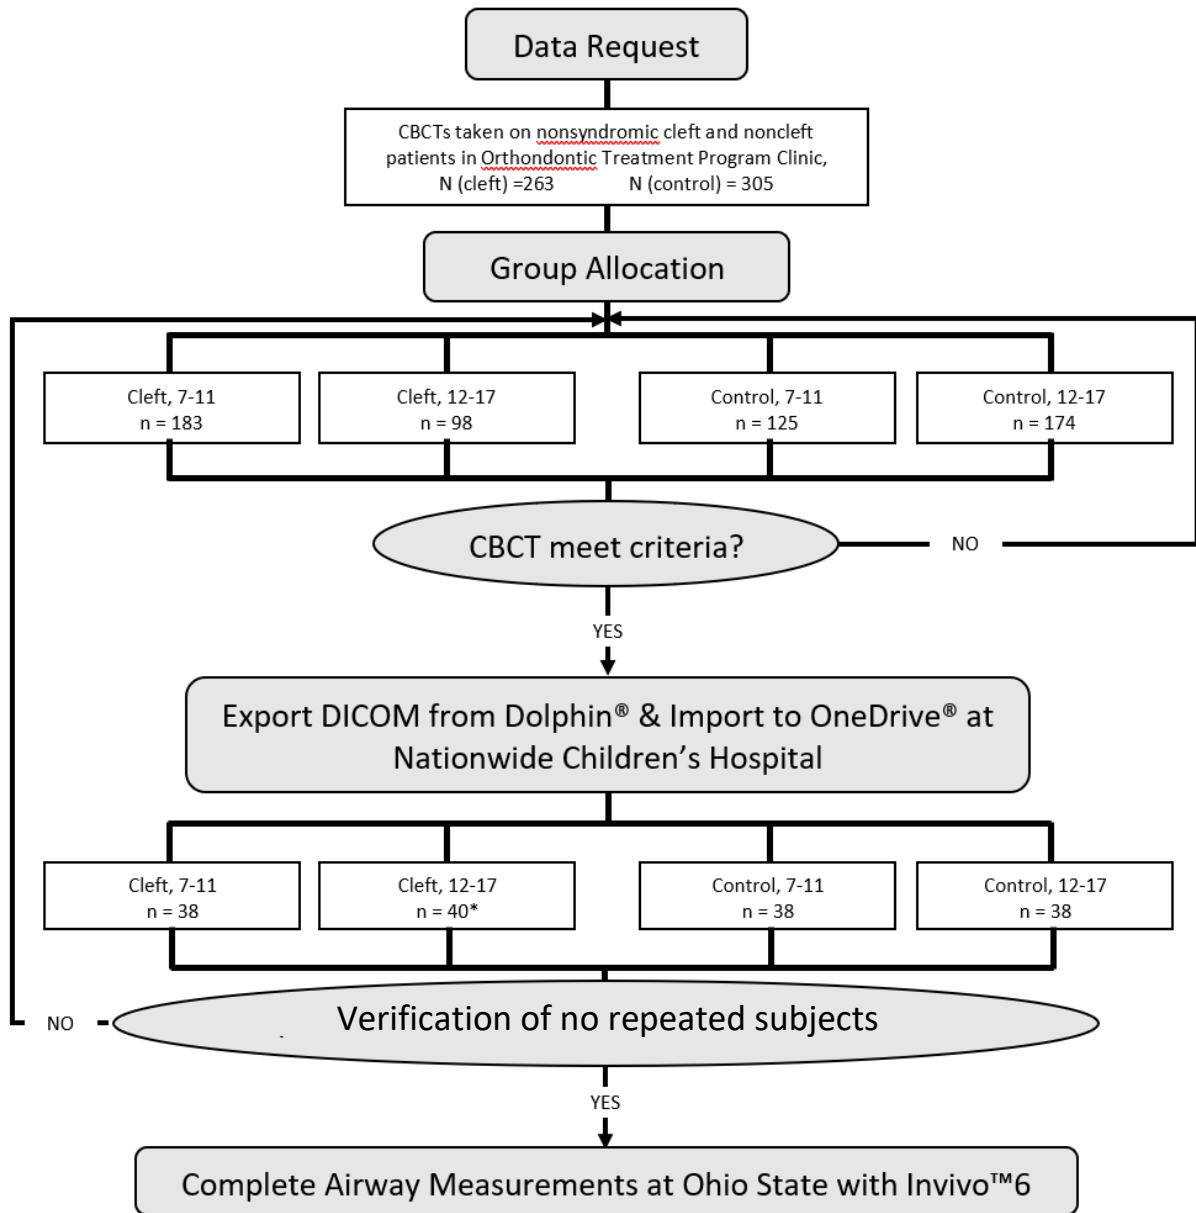 Data Request
CBCTs taken on nonsyndromic cleft and noncleft
patients in Orthondontic Treatment Program Clinic,
N (cleft) =263 N (control) = 305
Group Allocation
Cleft, 7-11
n = 183
Cleft, 12-17
n = 98
Control, 7-11
n = 125
Control, 12-17
n = 174
CBCT meet criteria?
NO
YES
Export DICOM from Dolphin® & Import to OneDrive® at
Nationwide Children’s Hospital
Cleft, 7-11
n = 38
Cleft, 12-17
n = 40*
Control, 7-11
n = 38
Control, 12-17
n = 38
Verification of no repeated subjects
NO
YES
Complete Airway Measurements at Ohio State with Invivo™6